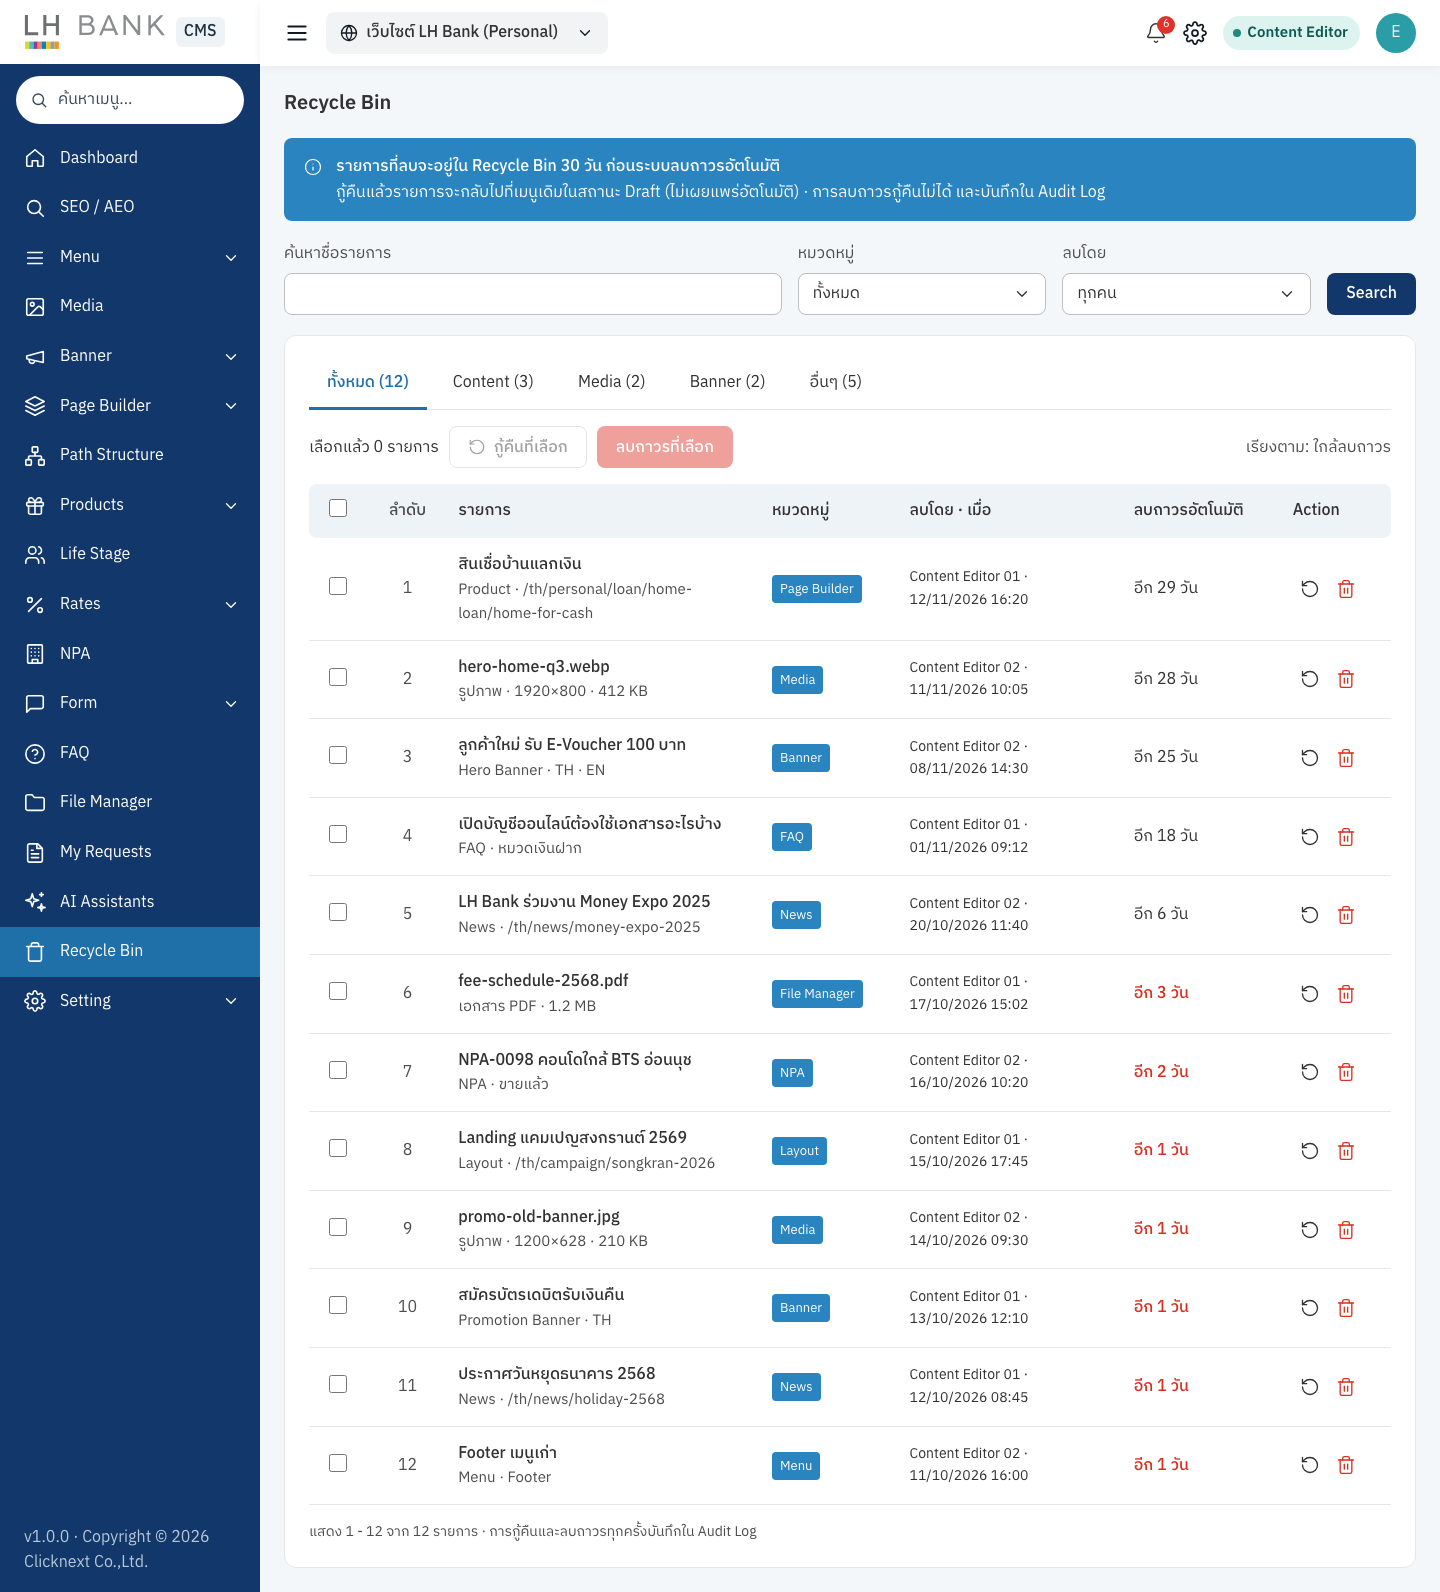 LH BANK CMS
ค้นหาเมนู...
Dashboard
SEO / AEO
Menu
Media
Banner
Page Builder
Path Structure
Products
Life Stage
Rates
NPA
Form
FAQ
File Manager
My Requests
AI Assistants
Recycle Bin
Setting
v1.0.0 · Copyright © 2026
Clicknext Co.,Ltd.
เว็บไซต์ LH Bank (Personal)
6
Content Editor
E
Recycle Bin
รายการที่ลบจะอยู่ใน Recycle Bin 30 วัน ก่อนระบบลบถาวรอัตโนมัติ
กู้คืนแล้วรายการจะกลับไปที่เมนูเดิมในสถานะ Draft (ไม่เผยแพร่อัตโนมัติ) · การลบถาวรกู้คืนไม่ได้ และบันทึกใน Audit Log
ค้นหาชื่อรายการ
หมวดหมู่
ทั้งหมด
ลบโดย
ทุกคน
Search
ทั้งหมด (12) Content (3) Media (2) Banner (2) อื่นๆ (5)
เลือกแล้ว 0 รายการ กู้คืนที่เลือก ลบถาวรที่เลือก เรียงตาม: ใกล้ลบถาวร
ลำดับ รายการ หมวดหมู่ ลบโดย · เมื่อ ลบถาวรอัตโนมัติ Action
1
สินเชื่อบ้านแลกเงิน
Product · /th/personal/loan/home-
loan/home-for-cash
Page Builder
Content Editor 01 ·
12/11/2026 16:20
อีก 29 วัน
2
hero-home-q3.webp
รูปภาพ · 1920×800 · 412 KB
Media
Content Editor 02 ·
11/11/2026 10:05
อีก 28 วัน
3
ลูกค้าใหม่ รับ E-Voucher 100 บาท
Hero Banner · TH · EN
Banner
Content Editor 02 ·
08/11/2026 14:30
อีก 25 วัน
4
เปิดบัญชีออนไลน์ต้องใช้เอกสารอะไรบ้าง
FAQ · หมวดเงินฝาก
FAQ
Content Editor 01 ·
01/11/2026 09:12
อีก 18 วัน
5
LH Bank ร่วมงาน Money Expo 2025
News · /th/news/money-expo-2025
News
Content Editor 02 ·
20/10/2026 11:40
อีก 6 วัน
6
fee-schedule-2568.pdf
เอกสาร PDF · 1.2 MB
File Manager
Content Editor 01 ·
17/10/2026 15:02
อีก 3 วัน
7
NPA-0098 คอนโดใกล้ BTS อ่อนนุช
NPA · ขายแล้ว
NPA
Content Editor 02 ·
16/10/2026 10:20
อีก 2 วัน
8
Landing แคมเปญสงกรานต์ 2569
Layout · /th/campaign/songkran-2026
Layout
Content Editor 01 ·
15/10/2026 17:45
อีก 1 วัน
9
promo-old-banner.jpg
รูปภาพ · 1200×628 · 210 KB
Media
Content Editor 02 ·
14/10/2026 09:30
อีก 1 วัน
10
สมัครบัตรเดบิตรับเงินคืน
Promotion Banner · TH
Banner
Content Editor 01 ·
13/10/2026 12:10
อีก 1 วัน
11
ประกาศวันหยุดธนาคาร 2568
News · /th/news/holiday-2568
News
Content Editor 01 ·
12/10/2026 08:45
อีก 1 วัน
12
Footer เมนูเก่า
Menu · Footer
Menu
Content Editor 02 ·
11/10/2026 16:00
อีก 1 วัน
แสดง 1 - 12 จาก 12 รายการ · การกู้คืนและลบถาวรทุกครั้งบันทึกใน Audit Log